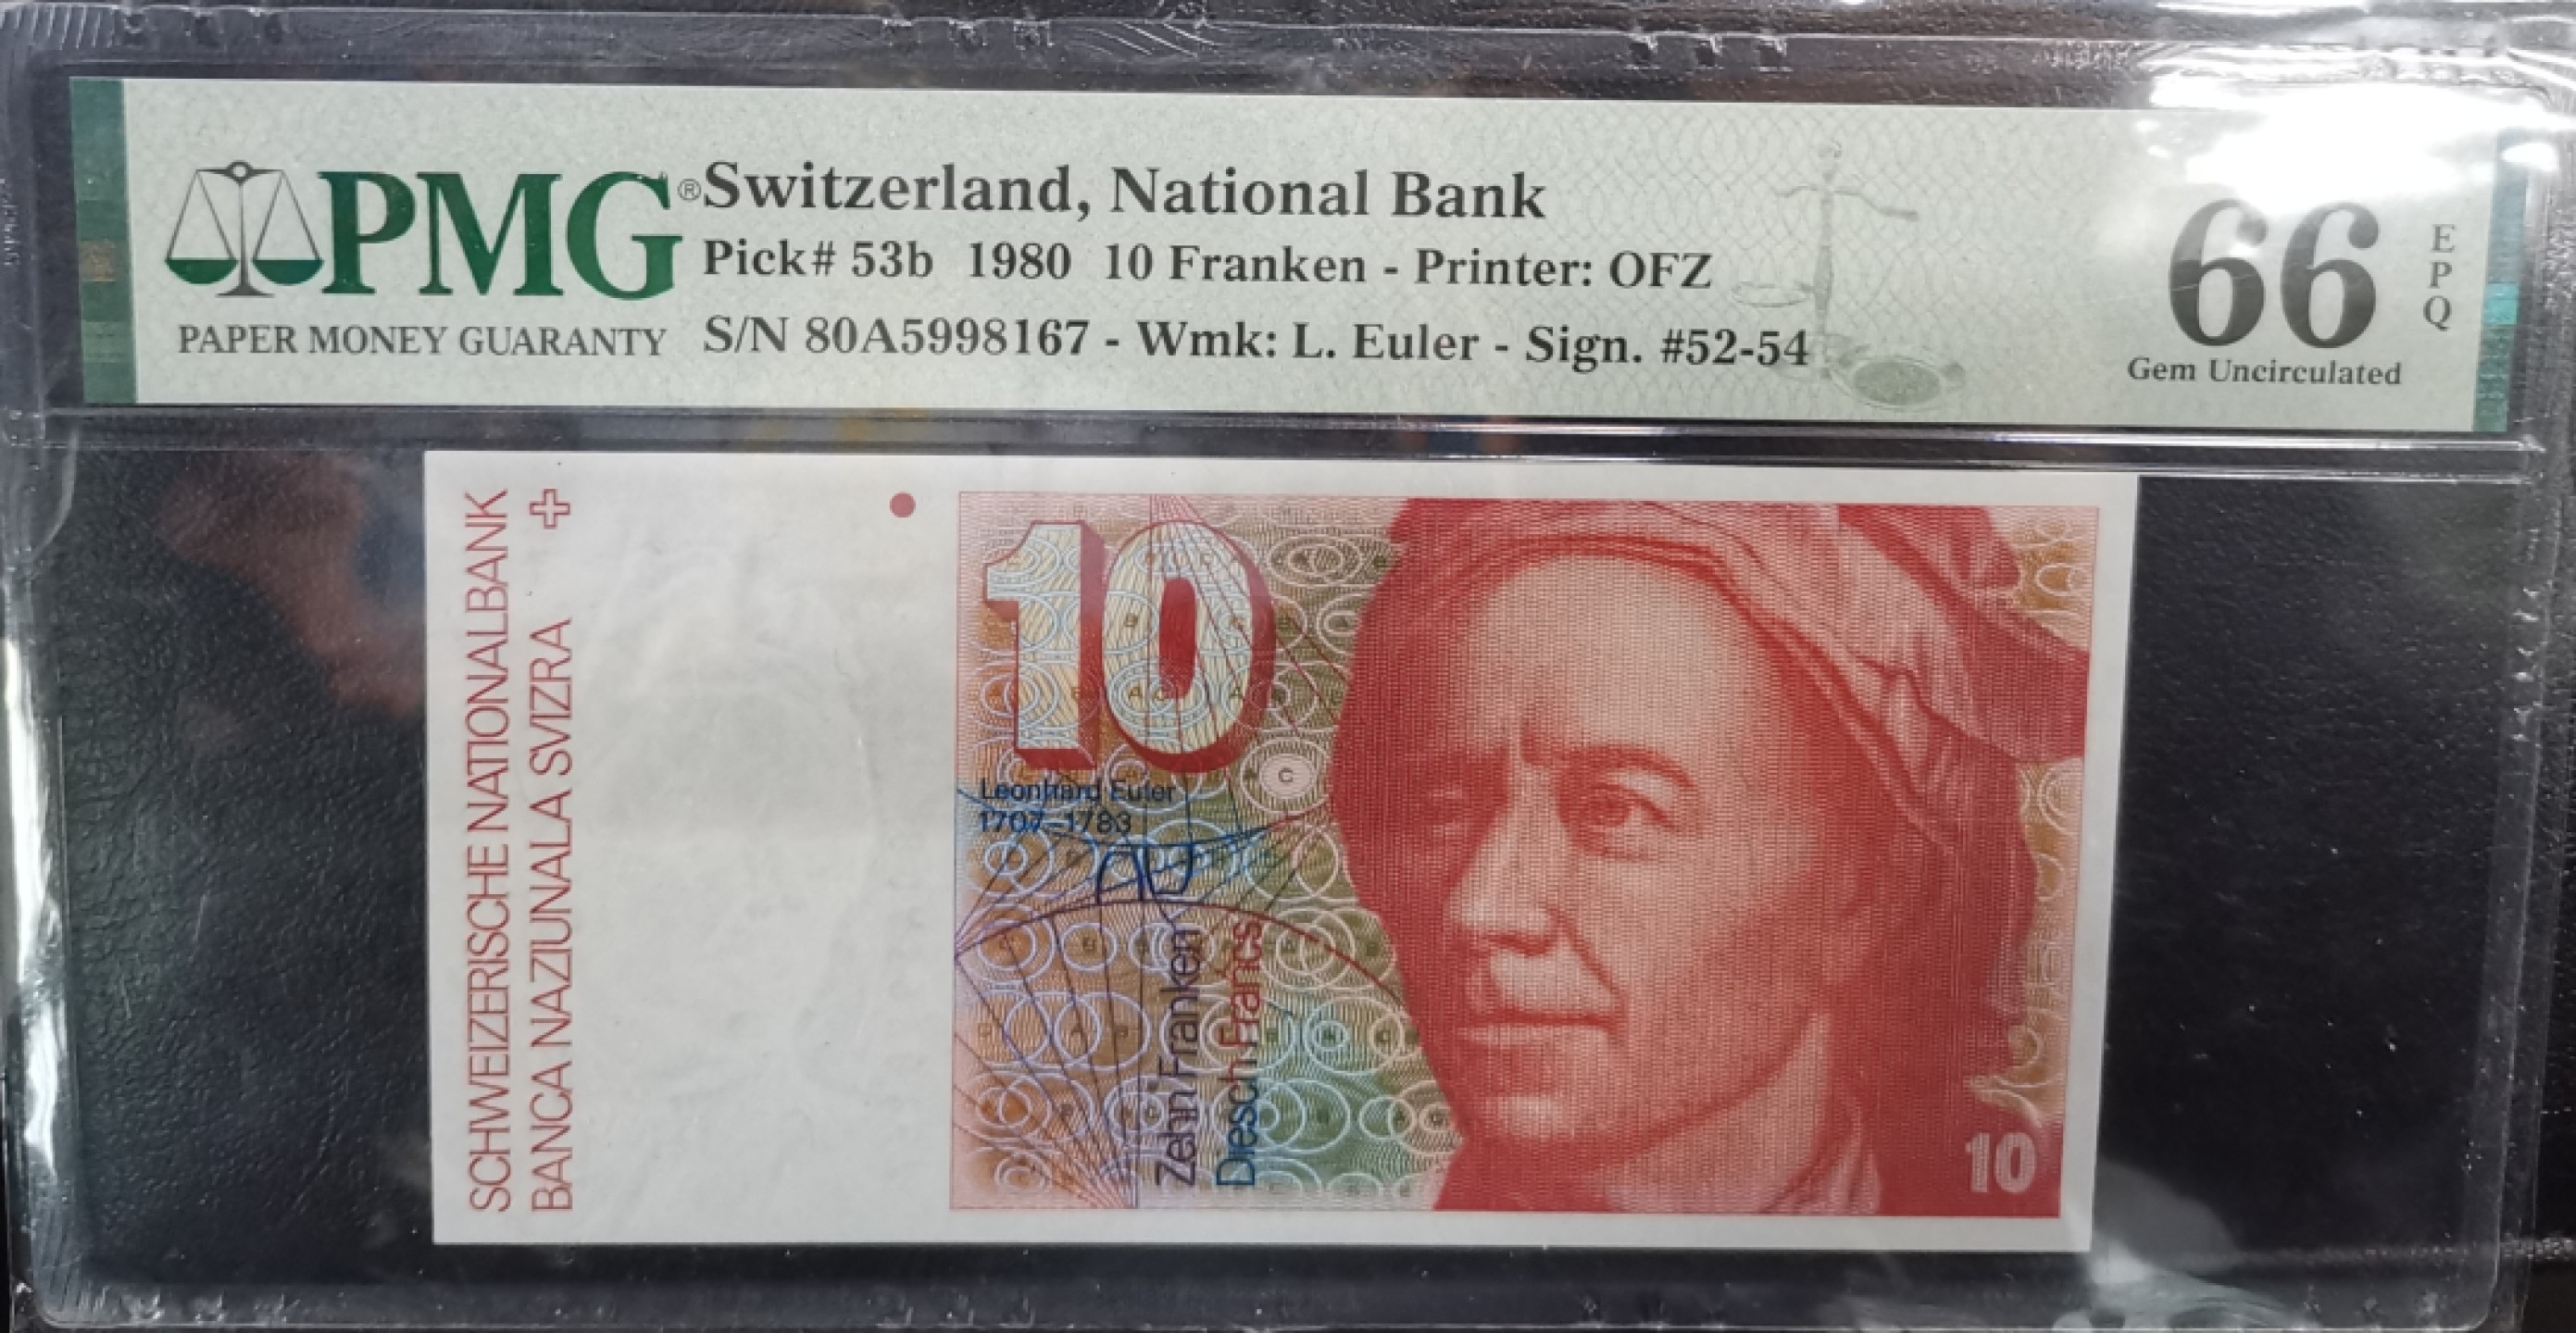 PMG®
PAPER MONEY GUARANTY
Switzerland, National Bank
Pick# 53b 1980 10 Franken - Printer: OFZ
S/N 80A5998167 - Wmk: L. Euler - Sign. #52-54
66
EPQ
Gem Uncirculated
SCHWEIZERISCHE NATIONALBANK
BANCA NAZIUNALA SVIZRA
10
Leonhard Euler
1707–1783
Zehn Franken
Diesch Francs
10